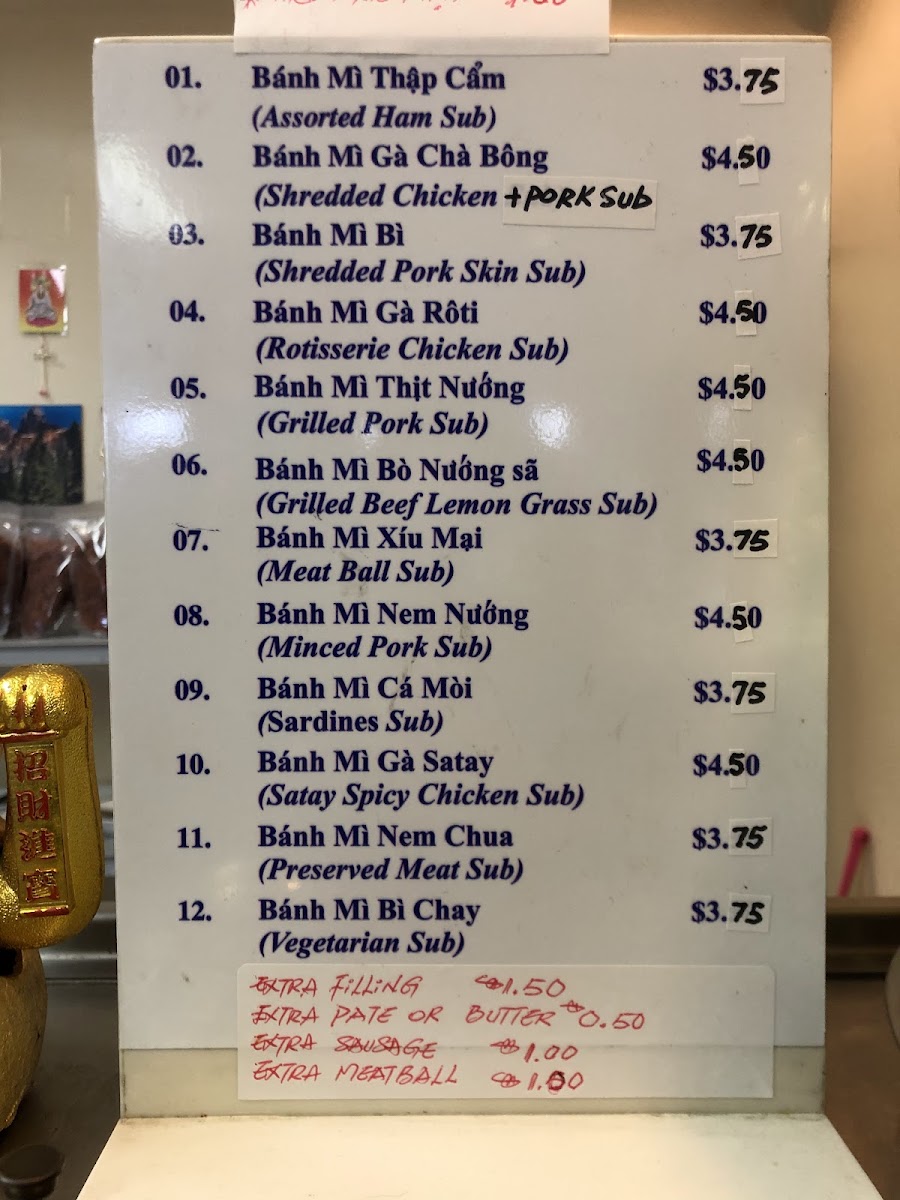 01. Bánh Mì Thập Cẩm $3.75
(Assorted Ham Sub)
02. Bánh Mì Gà Chà Bông $4.50
(Shredded Chicken +PORK SUB
03. Bánh Mì Bì $3.75
(Shredded Pork Skin Sub)
04. Bánh Mì Gà Rôti $4.50
(Rotisserie Chicken Sub)
05. Bánh Mì Thịt Nướng $4.50
(Grilled Pork Sub)
06. Bánh Mì Bò Nướng sã $4.50
(Grilled Beef Lemon Grass Sub)
07. Bánh Mì Xíu Mại $3.75
(Meat Ball Sub)
08. Bánh Mì Nem Nướng $4.50
(Minced Pork Sub)
09. Bánh Mì Cá Mòi $3.75
(Sardines Sub)
10. Bánh Mì Gà Satay $4.50
(Satay Spicy Chicken Sub)
11. Bánh Mì Nem Chua $3.75
(Preserved Meat Sub)
12. Bánh Mì Bì Chay $3.75
(Vegetarian Sub)
EXTRA FiLLiNG $1.50
EXTRA PATE OR BUTTER $0.50
EXTRA SAUSAGE $1.00
EXTRA MEATBALL $1.00
招財進寶